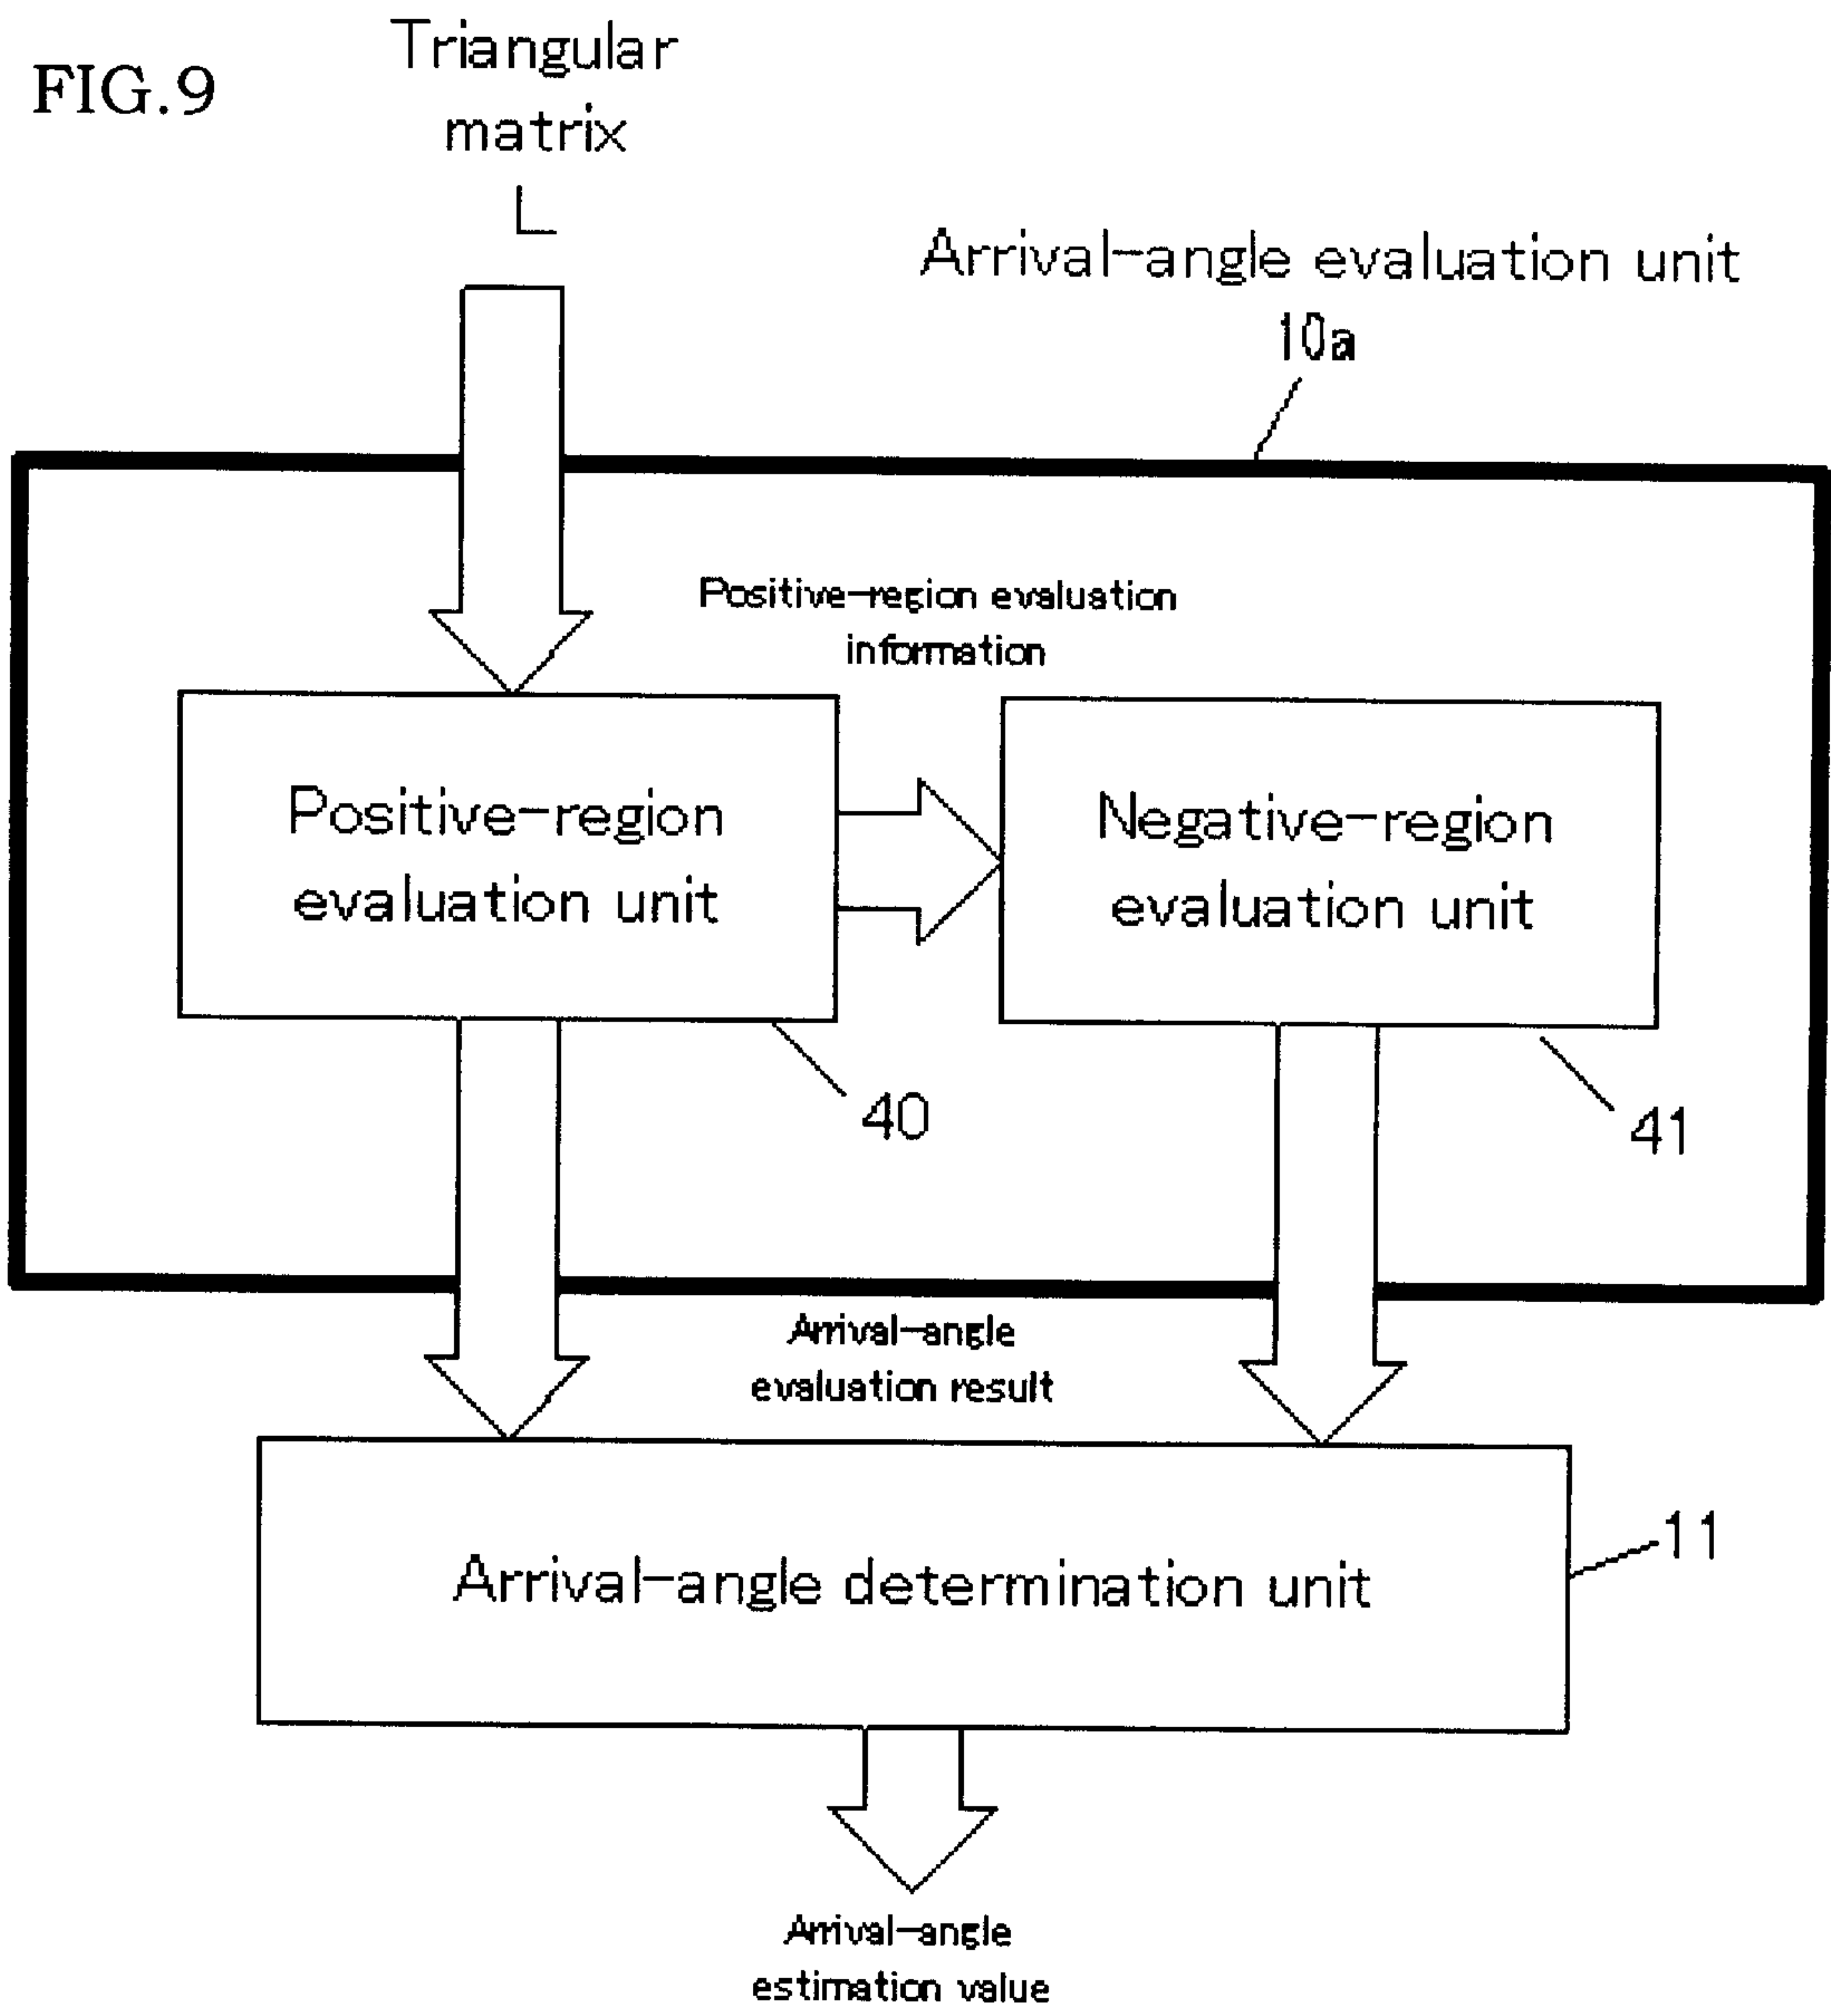 FIG.9
Triangular
matrix
L
Arrival-angle evaluation unit
10a
Positive-region evaluation
information
Positive-region
evaluation unit
Negative-region
evaluation unit
40
41
Arrival-angle
evaluation result
Arrival-angle determination unit
11
Arrival-angle
estimation value